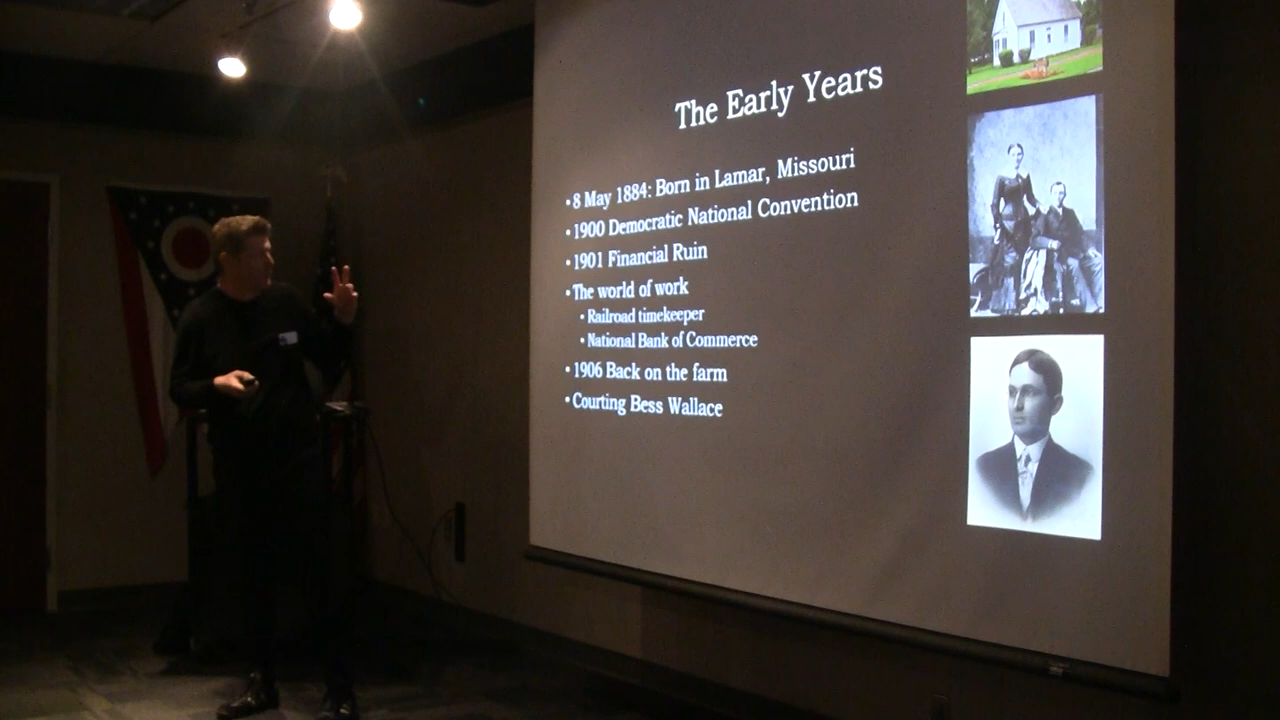 The Early Years
•8 May 1884: Born in Lamar, Missouri
•1900 Democratic National Convention
•1901 Financial Ruin
•The world of work
•Railroad timekeeper
•National Bank of Commerce
•1906 Back on the farm
•Courting Bess Wallace